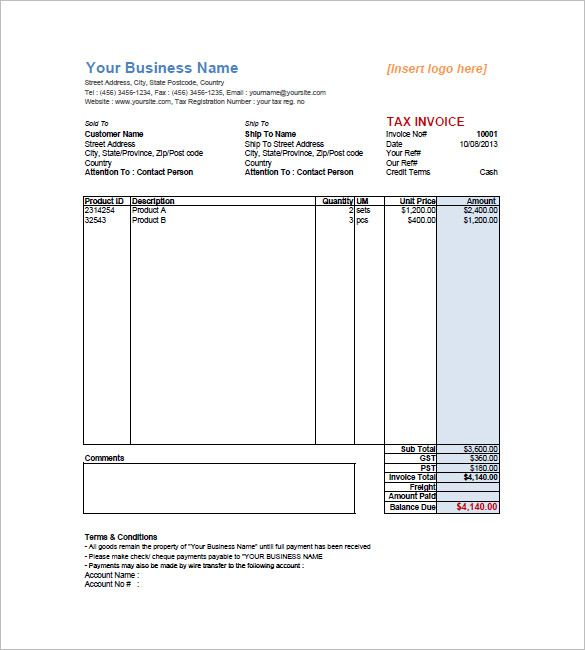 Your Business Name
[Insert logo here]
Street Address, City, State Postcode, Country
Tel : (456) 3456-1234, Fax : (456) 3456-1235, Email : yourname@yoursite.com
Website : www.yoursite.com, Tax Registration Number : your tax reg. no
Sold To
Customer Name
Street Address
City, State/Province, Zip/Post code
Country
Attention To : Contact Person
Ship To
Ship To Name
Ship To Street Address
City, State/Province, Zip/Post code
Country
Attention To : Contact Person
TAX INVOICE
Invoice No# 10001
Date 10/08/2013
Your Ref#
Our Ref#
Credit Terms Cash
Product ID Description Quantity UM Unit Price Amount
2314254 Product A 2 sets $1,200.00 $2,400.00
32543 Product B 3 pcs $400.00 $1,200.00
Sub Total $3,600.00
GST $360.00
PST $180.00
Invoice Total $4,140.00
Freight
Amount Paid
Balance Due $4,140.00
Comments
Terms & Conditions
- All goods remain the property of "Your Business Name" untill full payment has been received
- Please make check/ cheque payments payable to "YOUR BUSINESS NAME
- Payments may also be made by wire transfer to the following account :
Account Name :
Account No # :